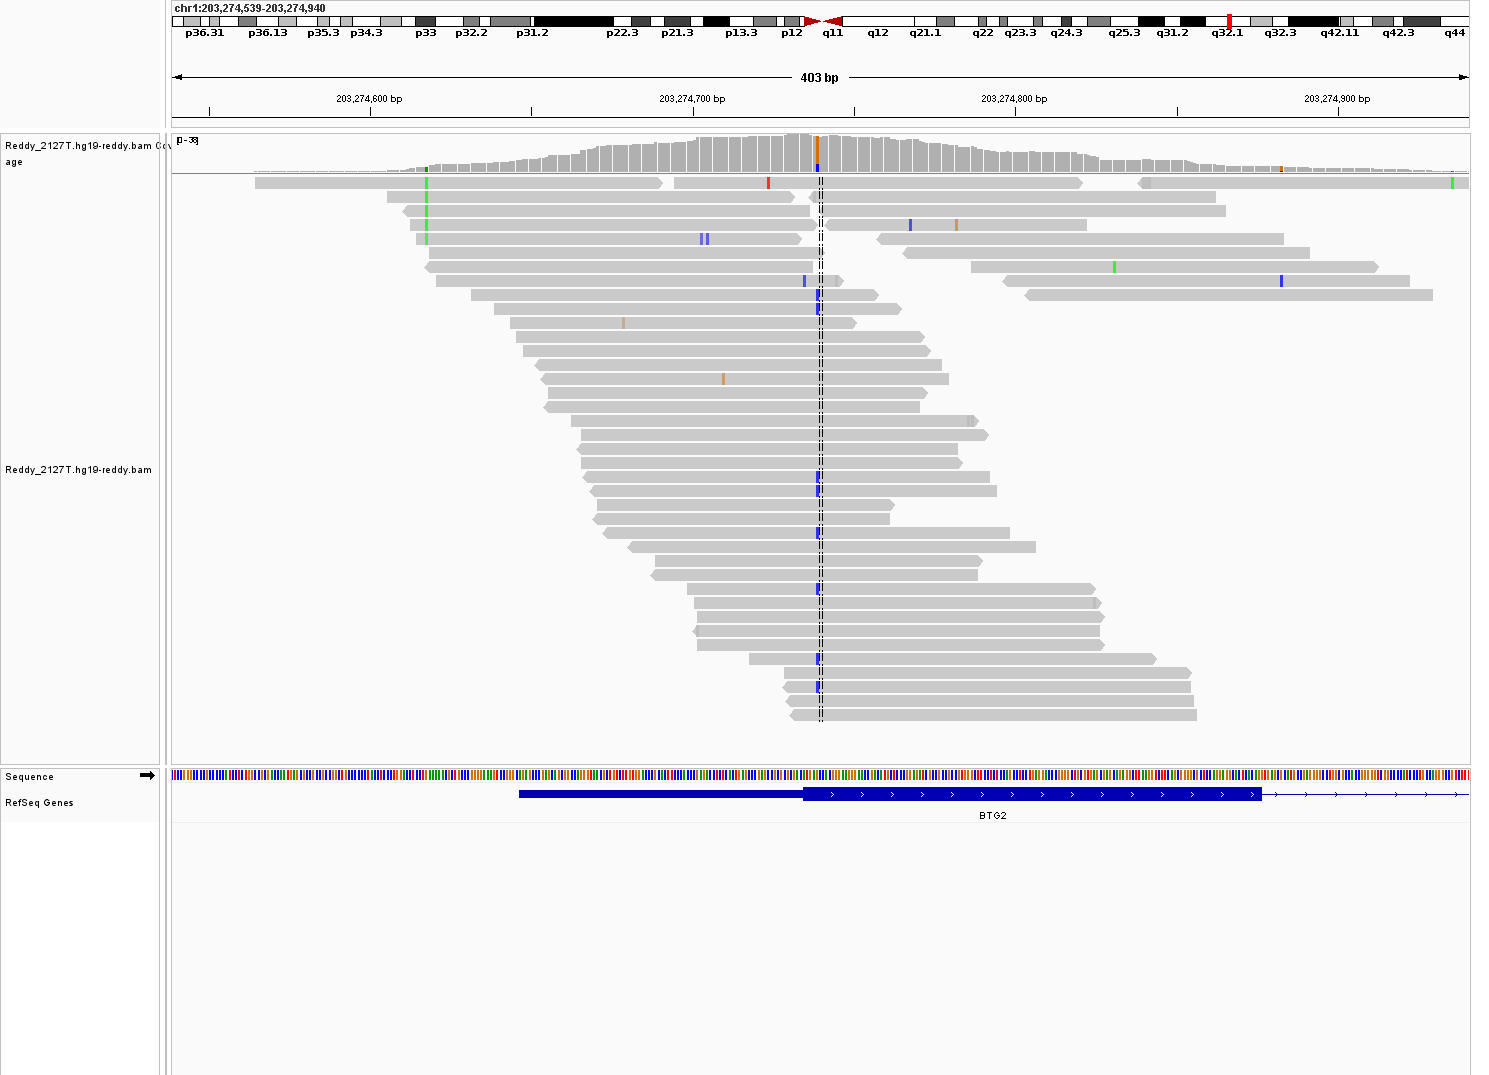 chr1:203,274,539-203,274,940
p36.31 p36.13 p35.3 p34.3 p33 p32.2 p31.2 p22.3 p21.3 p13.3 p12 q11 q12 q21.1 q22 q23.3 q24.3 q25.3 q31.2 q32.1 q32.3 q42.11 q42.3 q44
403 bp
203,274,600 bp 203,274,700 bp 203,274,800 bp 203,274,900 bp
Reddy_2127T.hg19-reddy.bam Cov
age
[0-38]
Reddy_2127T.hg19-reddy.bam
Sequence
RefSeq Genes
BTG2